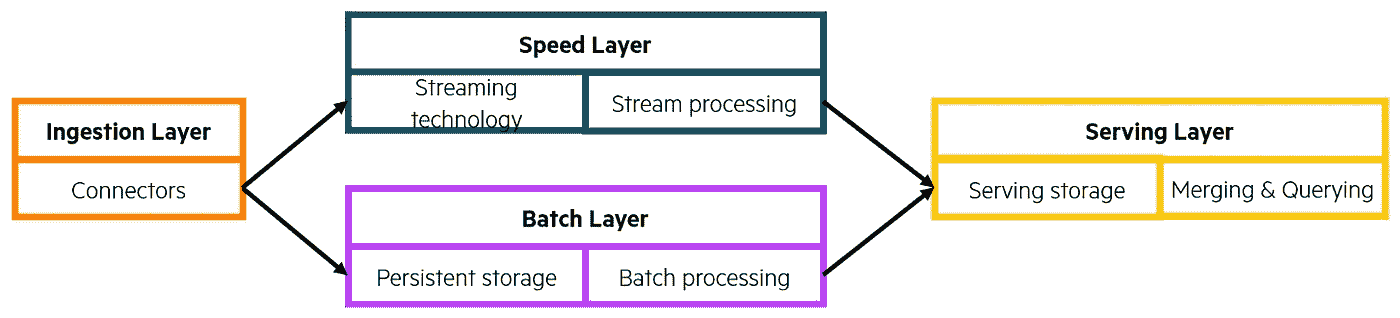 Speed Layer
Streaming
technology
Stream processing
Ingestion Layer
Connectors
Batch Layer
Persistent storage
Batch processing
Serving Layer
Serving storage
Merging & Querying